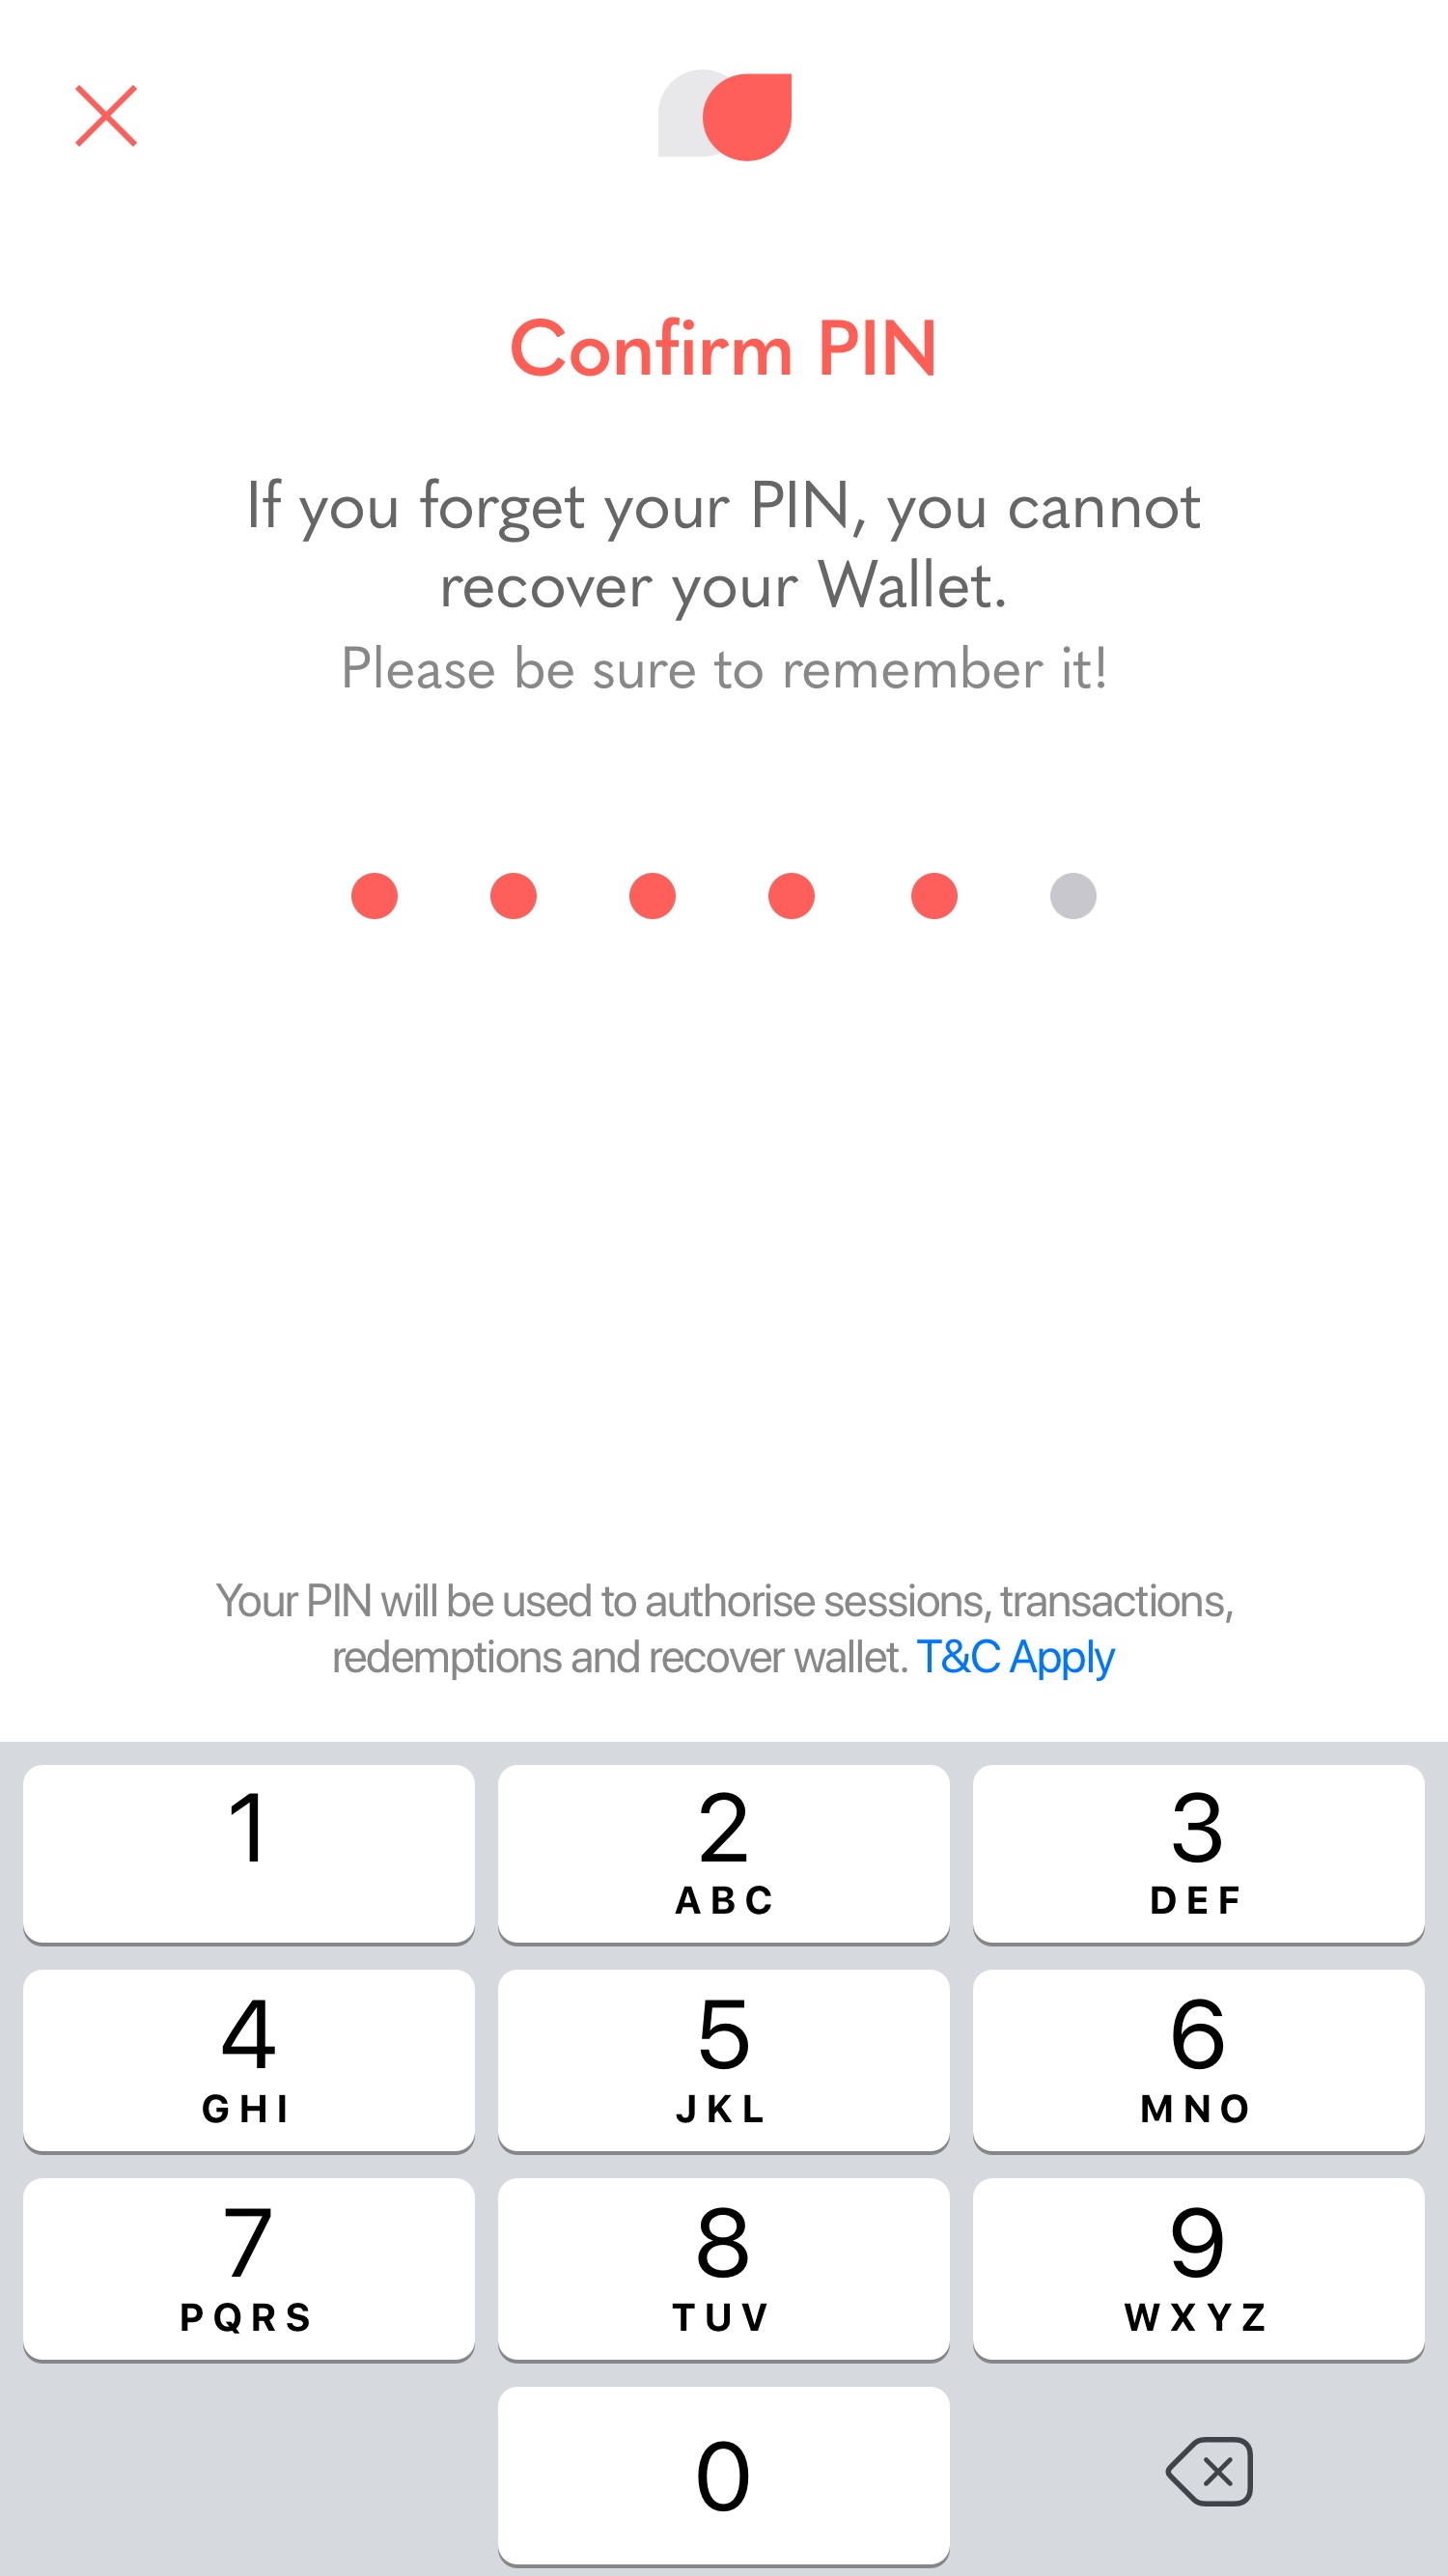 Confirm PIN
If you forget your PIN, you cannot
recover your Wallet.
Please be sure to remember it!
Your PIN will be used to authorise sessions, transactions,
redemptions and recover wallet. T&C Apply
1 2 3
ABC DEF
4 5 6
GHI JKL MNO
7 8 9
PQRS TUV WXYZ
0